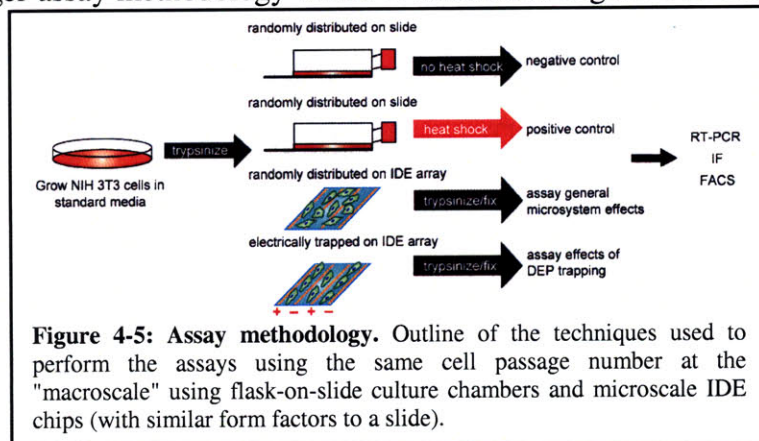 randomly distributed on slide
no heat shock
negative control
randomly distributed on slide
trypsinize
heat shock
positive control
Grow NIH 3T3 cells in
standard media
randomly distributed on IDE array
trypsinize/fix
assay general
microsystem effects
electrically trapped on IDE array
trypsinize/fix
assay effects of
DEP trapping
+ - + -
RT-PCR
IF
FACS
Figure 4-5: Assay methodology. Outline of the techniques used to
perform the assays using the same cell passage number at the
"macroscale" using flask-on-slide culture chambers and microscale IDE
chips (with similar form factors to a slide).